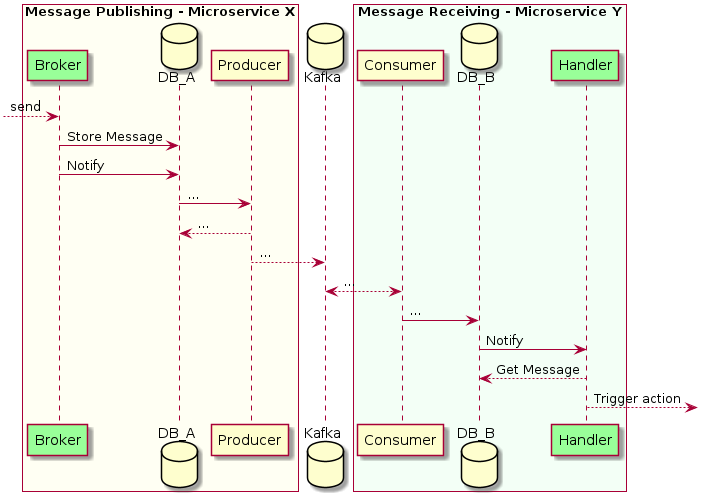 Message Publishing - Microservice X
Message Receiving - Microservice Y
Broker
DB_A
Producer
Kafka
Consumer
DB_B
Handler
send
Store Message
Notify
...
...
...
...
...
Notify
Get Message
Trigger action
Broker
DB_A
Producer
Kafka
Consumer
DB_B
Handler